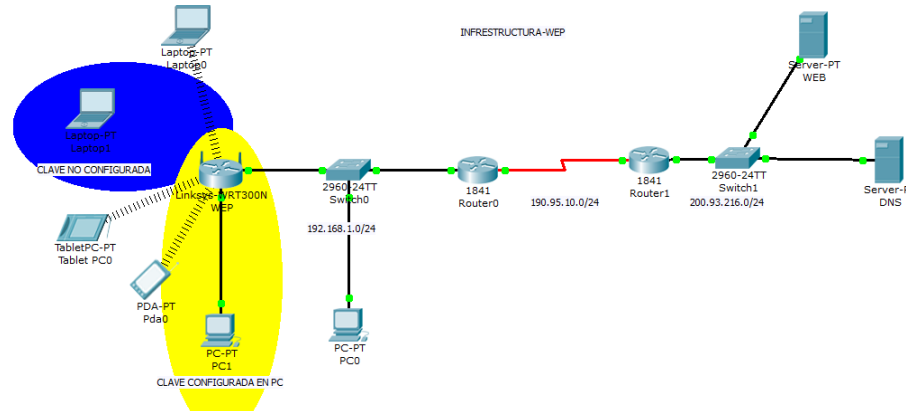 INFRESTRUCTURA-WEP
Laptop-PT
Laptop0
Server-PT
WEB
Laptop-PT
Laptop1
CLAVE NO CONFIGURADA
Linksys-WRT300N
WEP
2960-24TT
Switch0
1841
Router0
190.95.10.0/24
1841
Router1
2960-24TT
Switch1
200.93.216.0/24
Server-P
DNS
192.168.1.0/24
TabletPC-PT
Tablet PC0
PDA-PT
Pda0
PC-PT
PC1
PC-PT
PC0
CLAVE CONFIGURADA EN PC